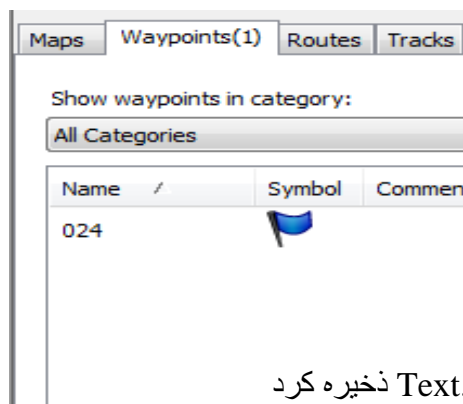 Maps Waypoints(1) Routes Tracks
Show waypoints in category:
All Categories
Name Symbol Commen
024
Text ذخیره کرد